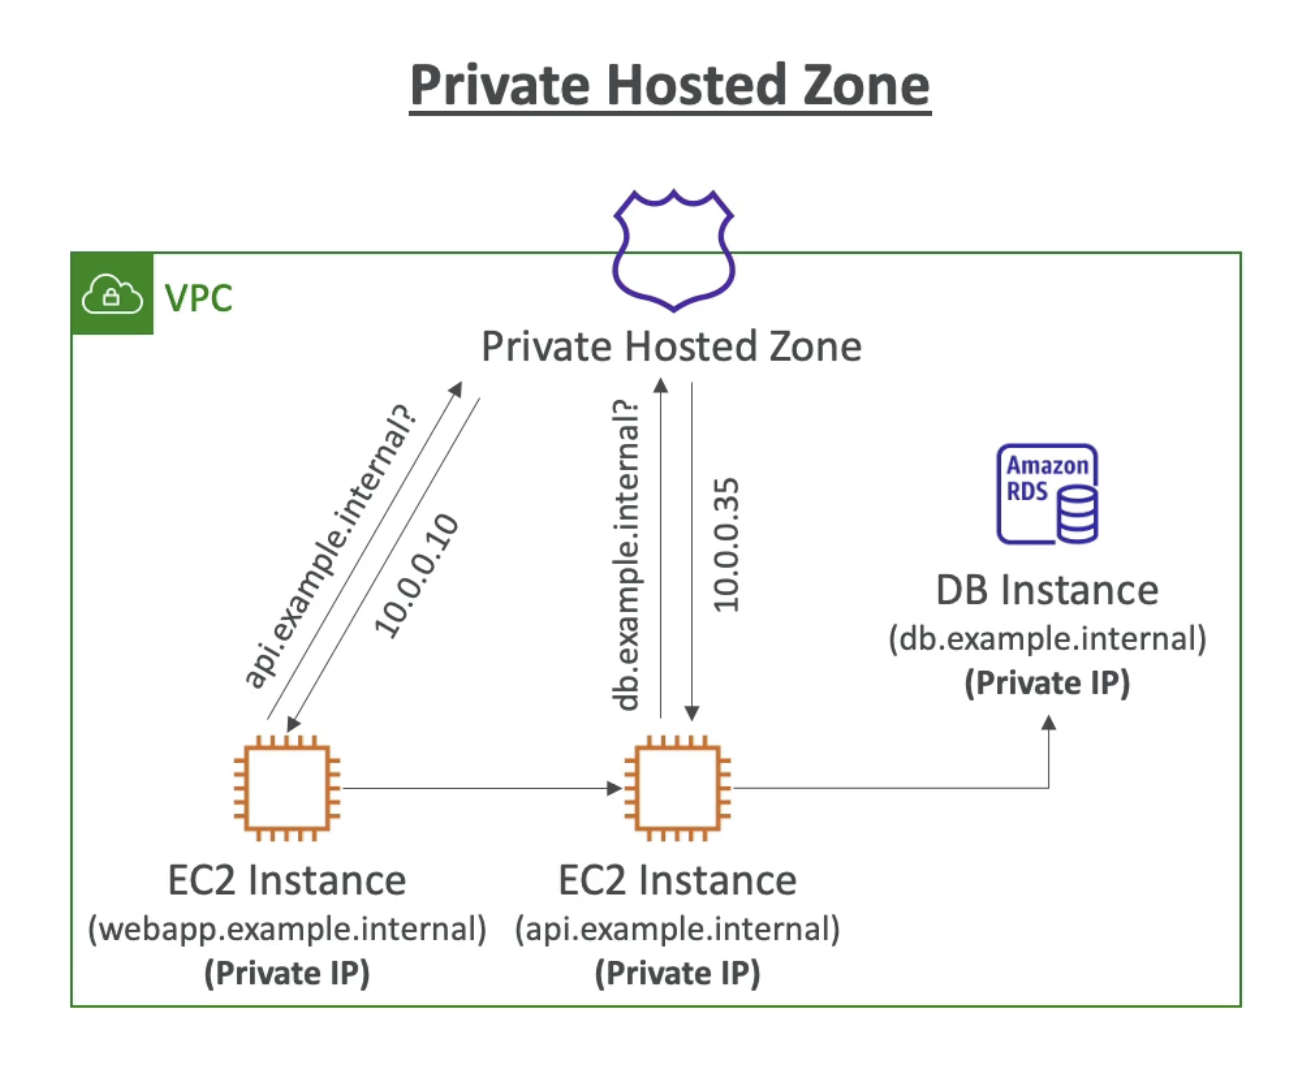 Private Hosted Zone
VPC
Private Hosted Zone
api.example.internal?
10.0.0.10
db.example.internal?
10.0.0.35
Amazon
RDS
DB Instance
(db.example.internal)
(Private IP)
EC2 Instance
(webapp.example.internal)
(Private IP)
EC2 Instance
(api.example.internal)
(Private IP)